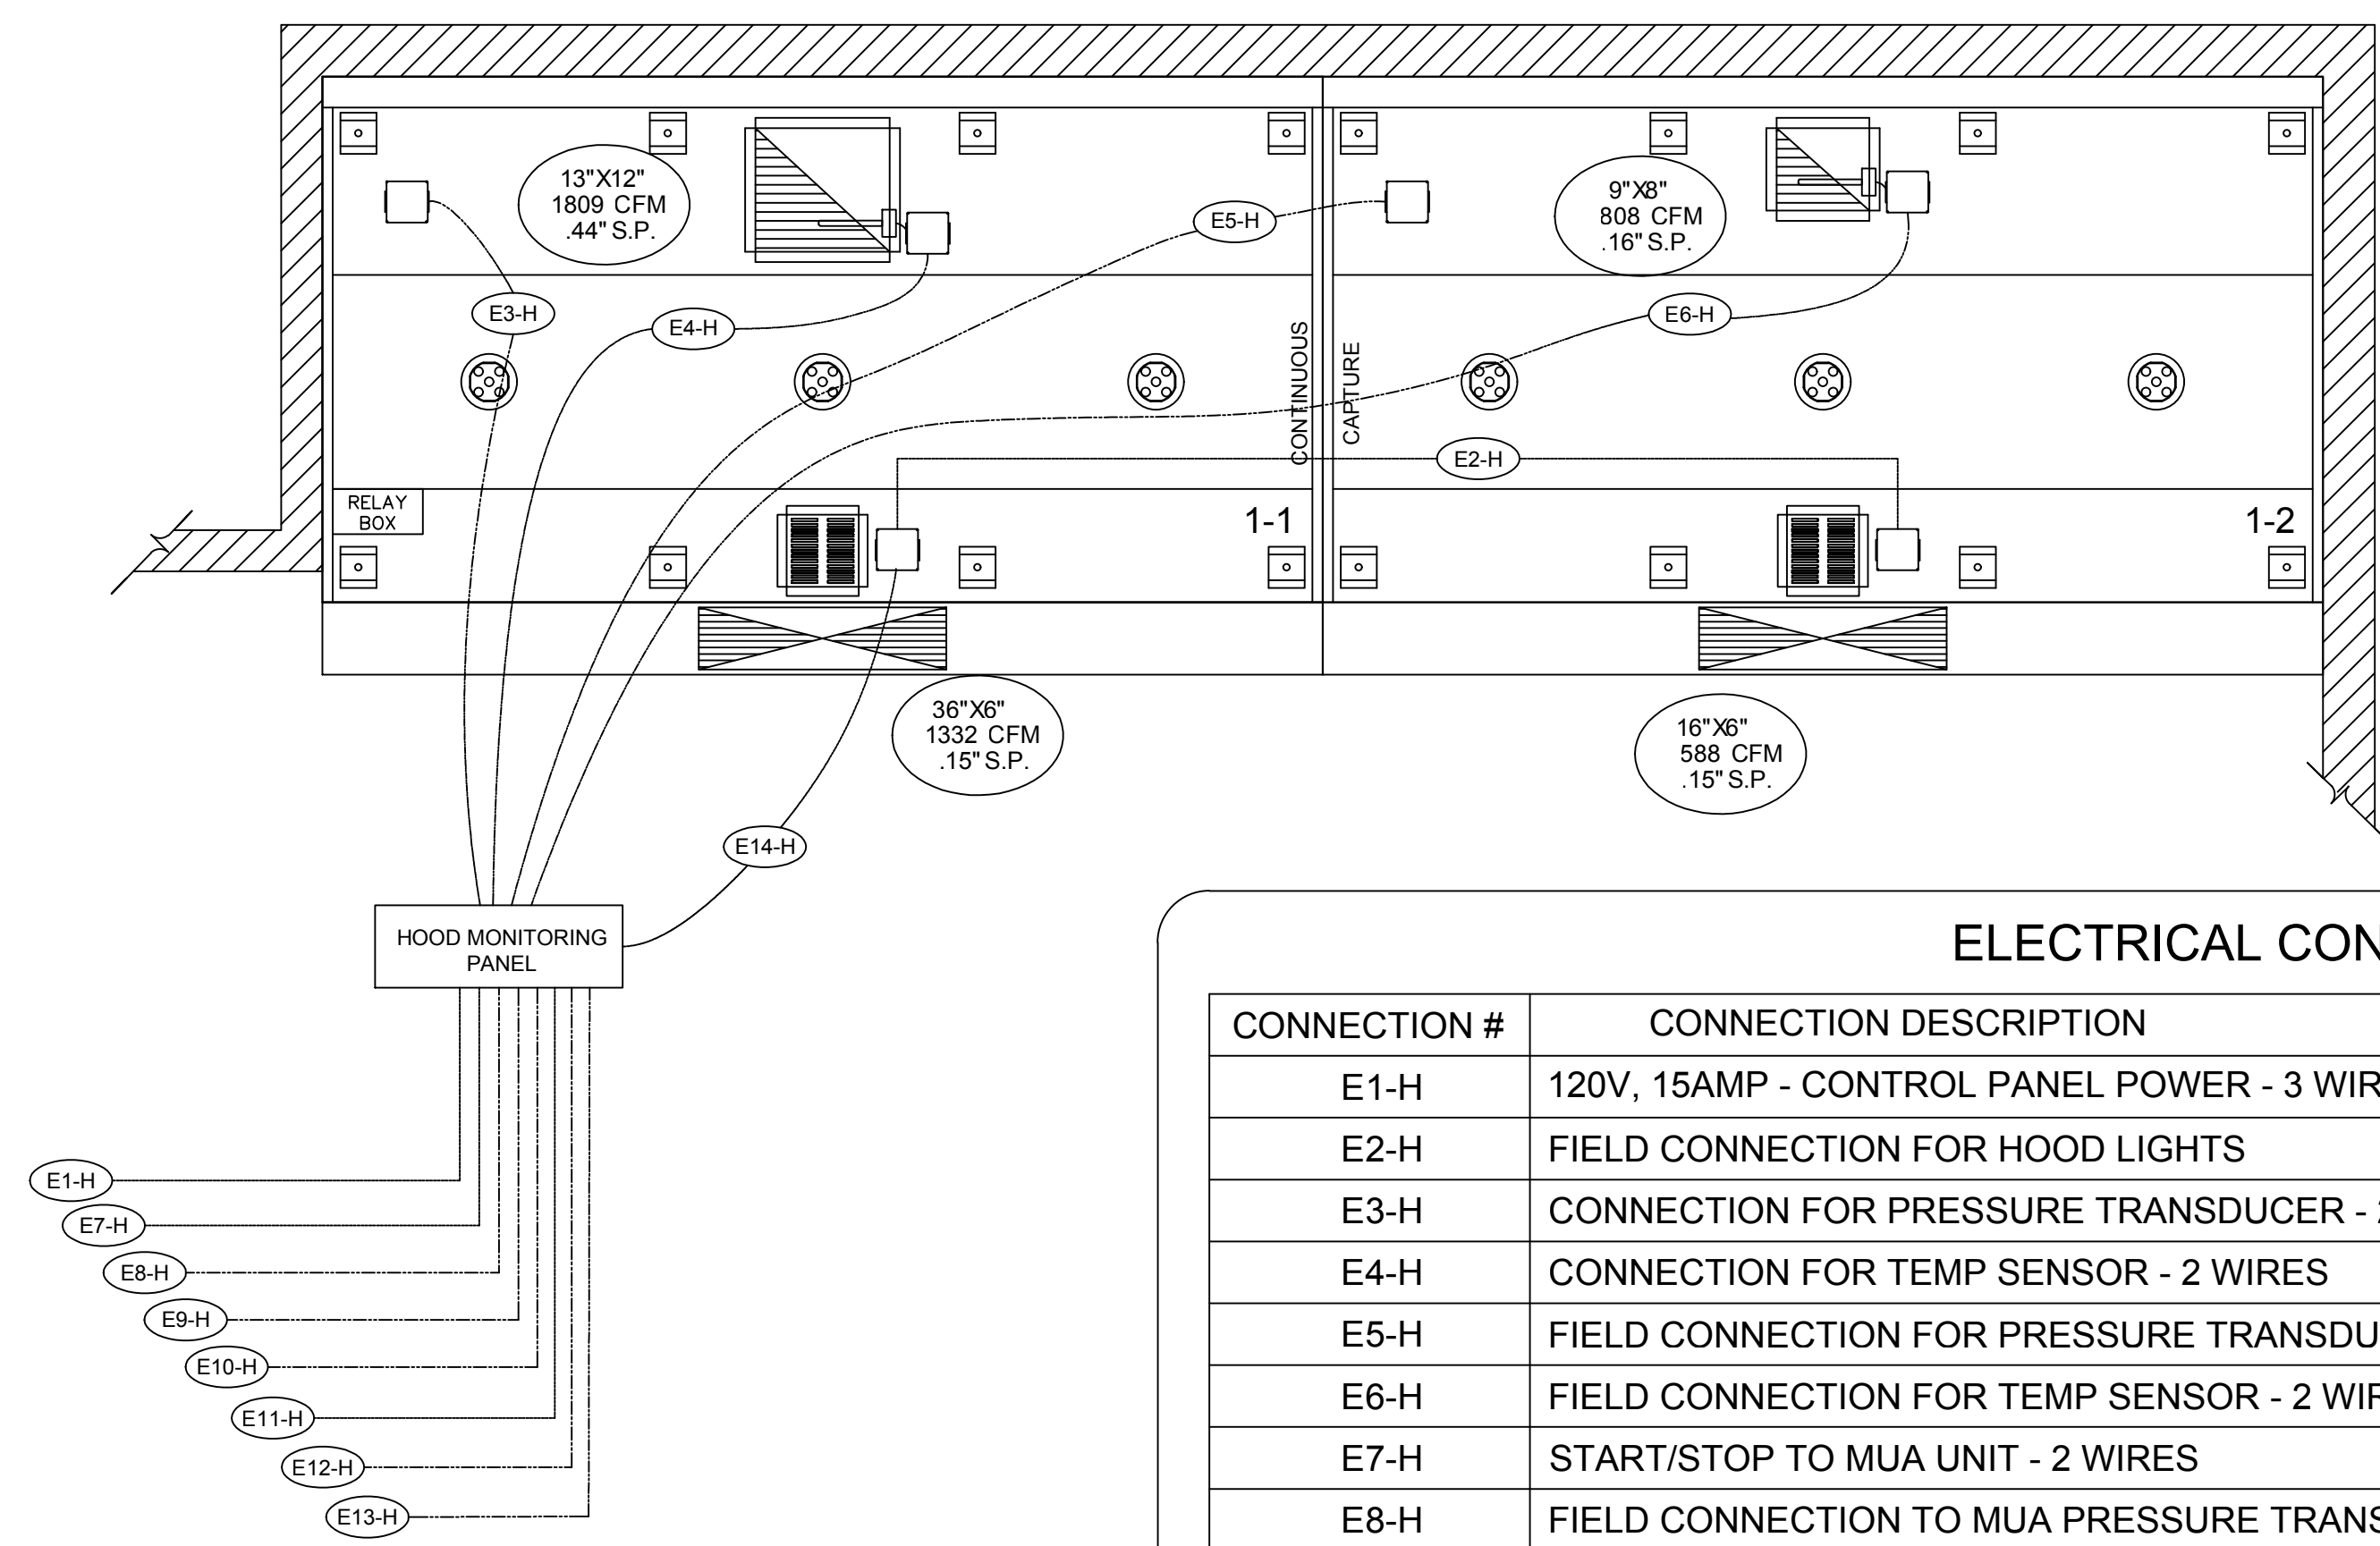 13"X12"
1809 CFM
.44" S.P.
9"X8"
808 CFM
.16" S.P.
E5-H
E3-H
E4-H
E6-H
CONTINUOUS
CAPTURE
E2-H
RELAY
BOX
1-1
1-2
36"X6"
1332 CFM
.15" S.P.
16"X6"
588 CFM
.15" S.P.
E14-H
HOOD MONITORING
PANEL
E1-H
E7-H
E8-H
E9-H
E10-H
E11-H
E12-H
E13-H
ELECTRICAL CON
CONNECTION # CONNECTION DESCRIPTION
E1-H 120V, 15AMP - CONTROL PANEL POWER - 3 WIR
E2-H FIELD CONNECTION FOR HOOD LIGHTS
E3-H CONNECTION FOR PRESSURE TRANSDUCER -
E4-H CONNECTION FOR TEMP SENSOR - 2 WIRES
E5-H FIELD CONNECTION FOR PRESSURE TRANSDU
E6-H FIELD CONNECTION FOR TEMP SENSOR - 2 WIR
E7-H START/STOP TO MUA UNIT - 2 WIRES
E8-H FIELD CONNECTION TO MUA PRESSURE TRANS